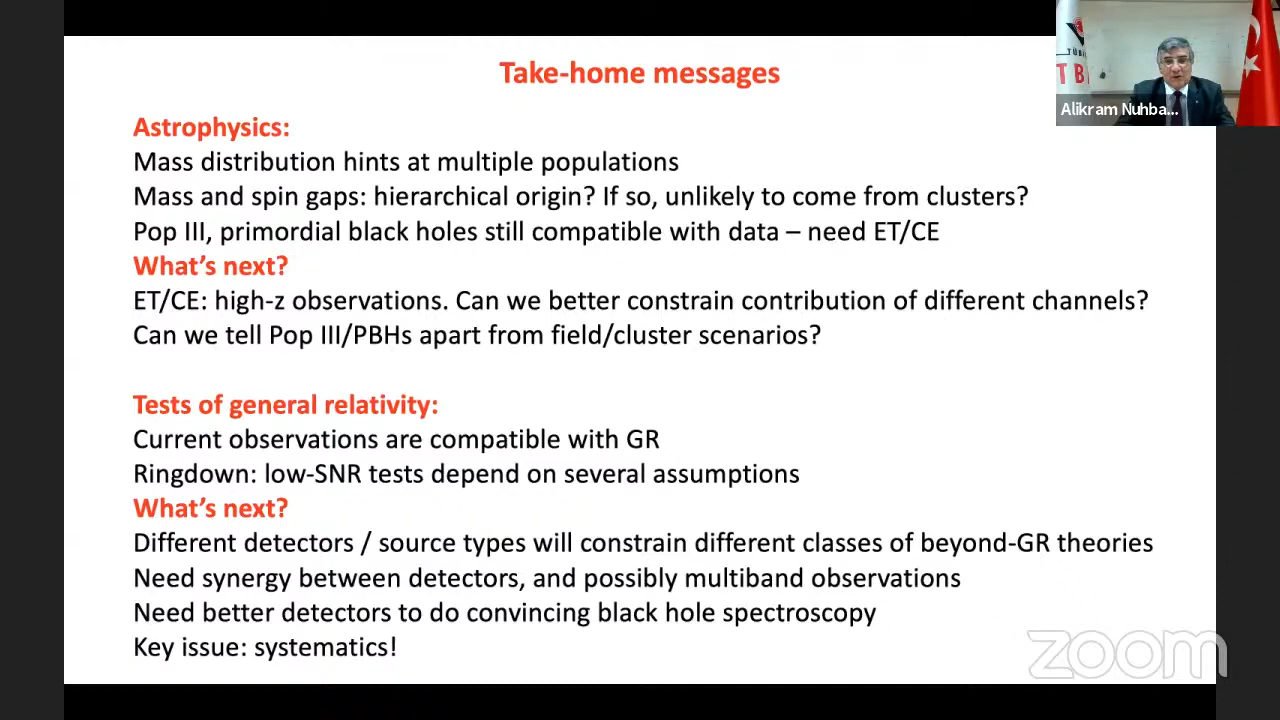 Take-home messages
Astrophysics:
Mass distribution hints at multiple populations
Mass and spin gaps: hierarchical origin? If so, unlikely to come from clusters?
Pop III, primordial black holes still compatible with data – need ET/CE
What's next?
ET/CE: high-z observations. Can we better constrain contribution of different channels?
Can we tell Pop III/PBHs apart from field/cluster scenarios?
Tests of general relativity:
Current observations are compatible with GR
Ringdown: low-SNR tests depend on several assumptions
What's next?
Different detectors / source types will constrain different classes of beyond-GR theories
Need synergy between detectors, and possibly multiband observations
Need better detectors to do convincing black hole spectroscopy
Key issue: systematics!
Alikram Nuhba...
zoom